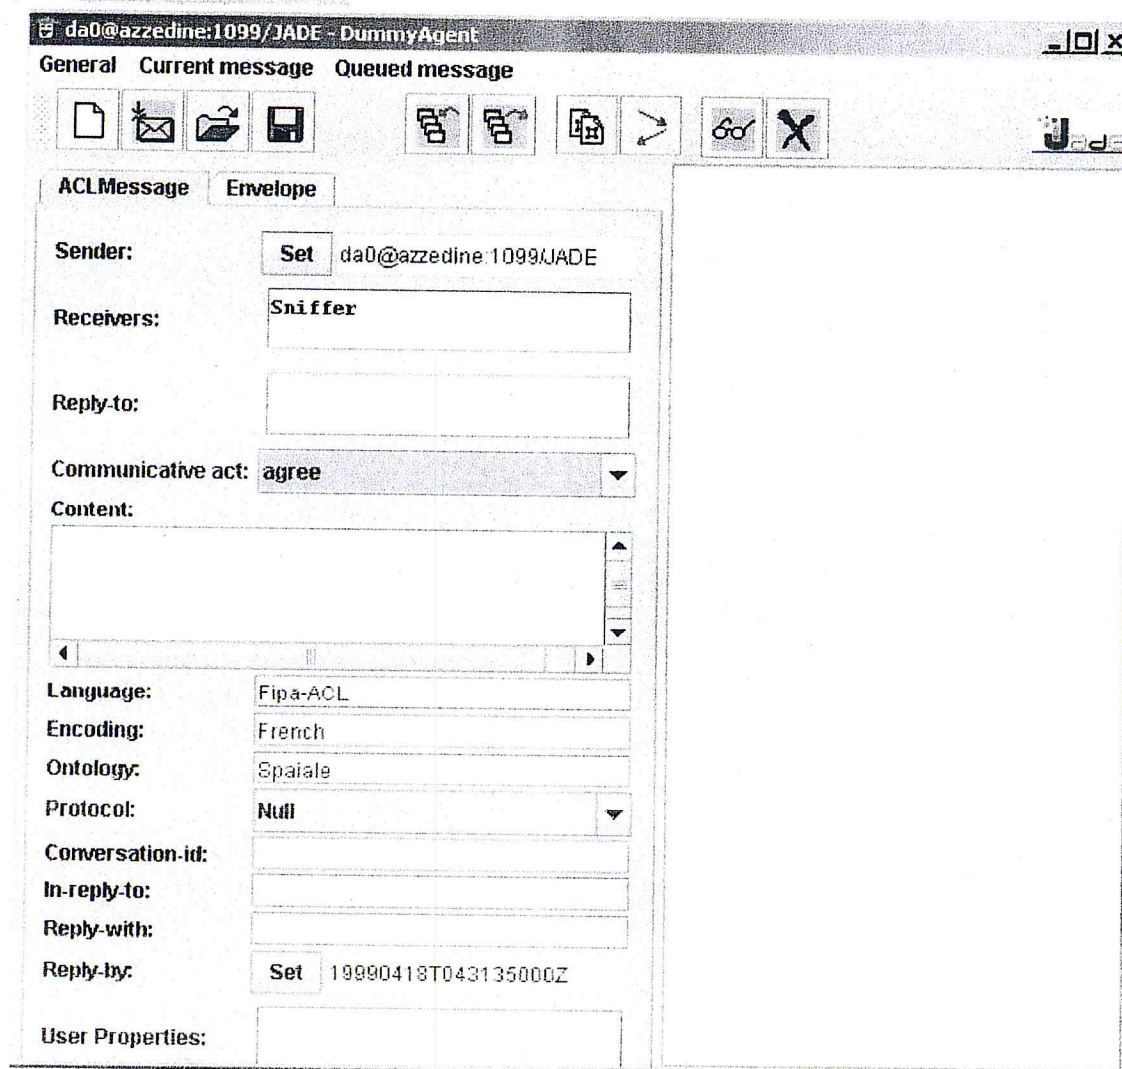 da0@azzedine:1099/JADE - DummyAgent
General Current message Queued message
Jade
ACLMessage Envelope
Sender: Set da0@azzedine:1099/JADE
Receivers: Sniffer
Reply-to:
Communicative act: agree
Content:
Language: Fipa-ACL
Encoding: French
Ontology: Spaiale
Protocol: Null
Conversation-id:
In-reply-to:
Reply-with:
Reply-by: Set 19990418T043135000Z
User Properties: